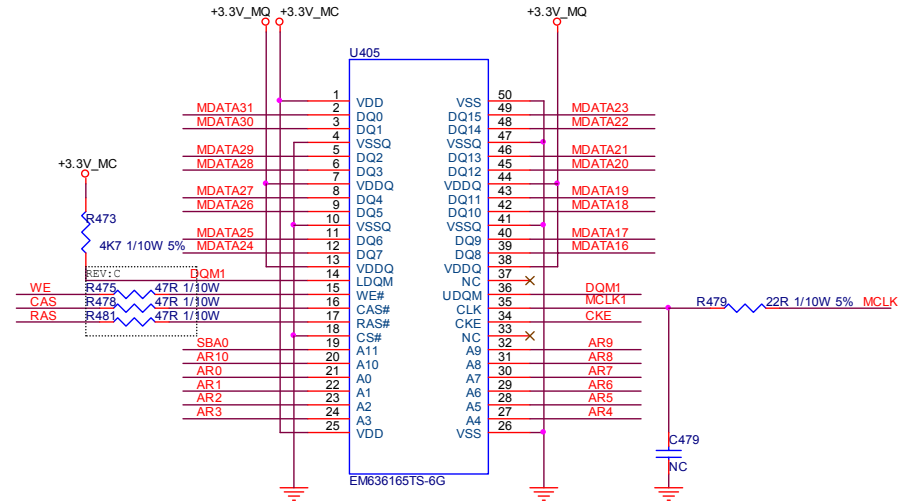 +3.3V_MQ
+3.3V_MC
+3.3V_MQ
U405
1 VDD VSS 50
MDATA31 2 DQ0 DQ15 49 MDATA23
MDATA30 3 DQ1 DQ14 48 MDATA22
4 VSSQ VSSQ 47
MDATA29 5 DQ2 DQ13 46 MDATA21
MDATA28 6 DQ3 DQ12 45 MDATA20
+3.3V_MC
7 VDDQ VDDQ 44
MDATA27 8 DQ4 DQ11 43 MDATA19
MDATA26 9 DQ5 DQ10 42 MDATA18
R473
10 VSSQ VSSQ 41
MDATA25 11 DQ6 DQ9 40 MDATA17
4K7 1/10W 5%
MDATA24 12 DQ7 DQ8 39 MDATA16
13 VDDQ VDDQ 38
REV:C
DQM1 14 LDQM NC 37
WE R475 47R 1/10W 15 WE# UDQM 36 DQM1
CAS R478 47R 1/10W 16 CAS# CLK 35 MCLK1 R479 22R 1/10W 5% MCLK
RAS R481 47R 1/10W 17 RAS# CKE 34 CKE
18 CS# NC 33
SBA0 19 A11 A9 32 AR9
AR10 20 A10 A8 31 AR8
AR0 21 A0 A7 30 AR7
AR1 22 A1 A6 29 AR6
AR2 23 A2 A5 28 AR5
AR3 24 A3 A4 27 AR4
25 VDD VSS 26
C479
NC
EM636165TS-6G